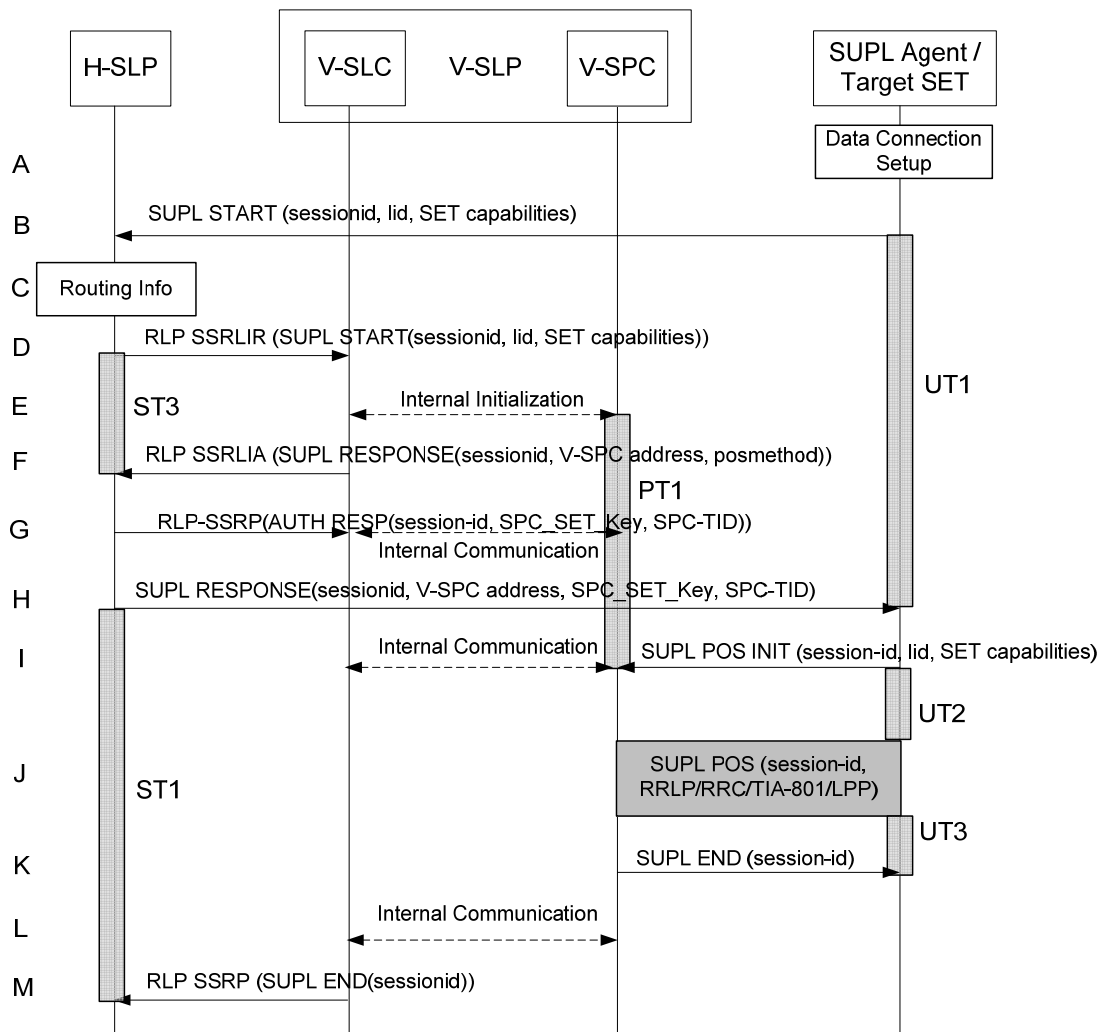 H-SLP
V-SLC
V-SLP
V-SPC
SUPL Agent /
Target SET
Data Connection
Setup
A
B
SUPL START (sessionid, lid, SET capabilities)
C
Routing Info
D
RLP SSRLIR (SUPL START(sessionid, lid, SET capabilities))
UT1
E
ST3
Internal Initialization
F
RLP SSRLIA (SUPL RESPONSE(sessionid, V-SPC address, posmethod))
PT1
G
RLP-SSRP(AUTH RESP(session-id, SPC_SET_Key, SPC-TID))
Internal Communication
H
SUPL RESPONSE(sessionid, V-SPC address, SPC_SET_Key, SPC-TID)
I
Internal Communication
SUPL POS INIT (session-id, lid, SET capabilities)
UT2
J
ST1
SUPL POS (session-id,
RRLP/RRC/TIA-801/LPP)
UT3
K
SUPL END (session-id)
L
Internal Communication
M
RLP SSRP (SUPL END(sessionid))